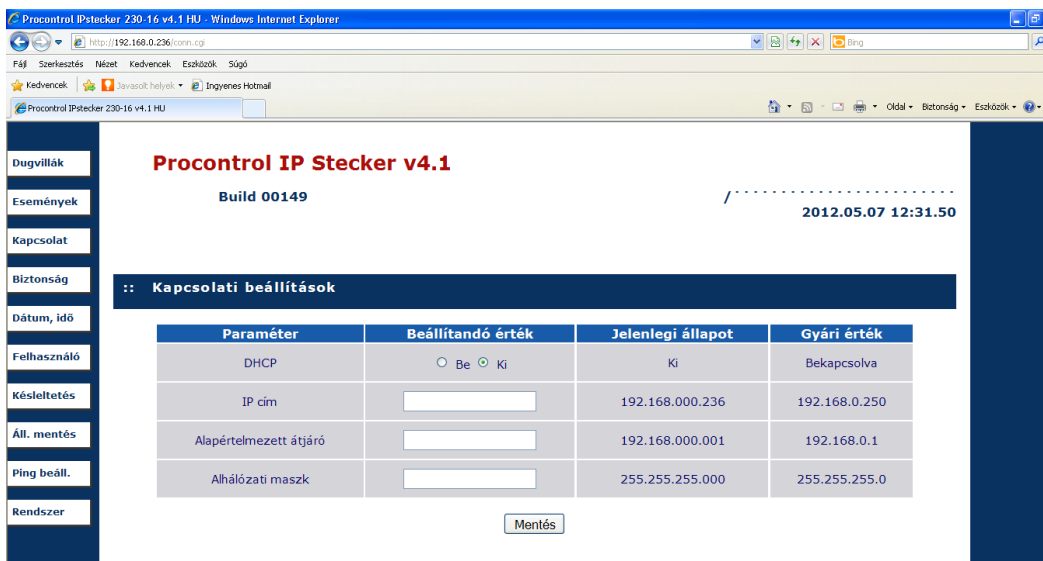 Procontrol IPstecker 230-16 v4.1 HU - Windows Internet Explorer
http://192.168.0.236/conn.cgi
Bing
Fájl Szerkesztés Nézet Kedvencek Eszközök Súgó
Kedvencek Javasolt helyek Ingyenes Hotmail
Procontrol IPstecker 230-16 v4.1 HU
Oldal Biztonság Eszközök
Dugvillák
Események
Kapcsolat
Biztonság
Dátum, idő
Felhasználó
Késleltetés
Áll. mentés
Ping beáll.
Rendszer
Procontrol IP Stecker v4.1
Build 00149
/ . . . . . . . . . . . . . . . . . . . . . . . .
2012.05.07 12:31.50
:: Kapcsolati beállítások
Paraméter Beállítandó érték Jelenlegi állapot Gyári érték
DHCP Be Ki Ki Bekapcsolva
IP cím 192.168.000.236 192.168.0.250
Alapértelmezett átjáró 192.168.000.001 192.168.0.1
Alhálózati maszk 255.255.255.000 255.255.255.0
Mentés